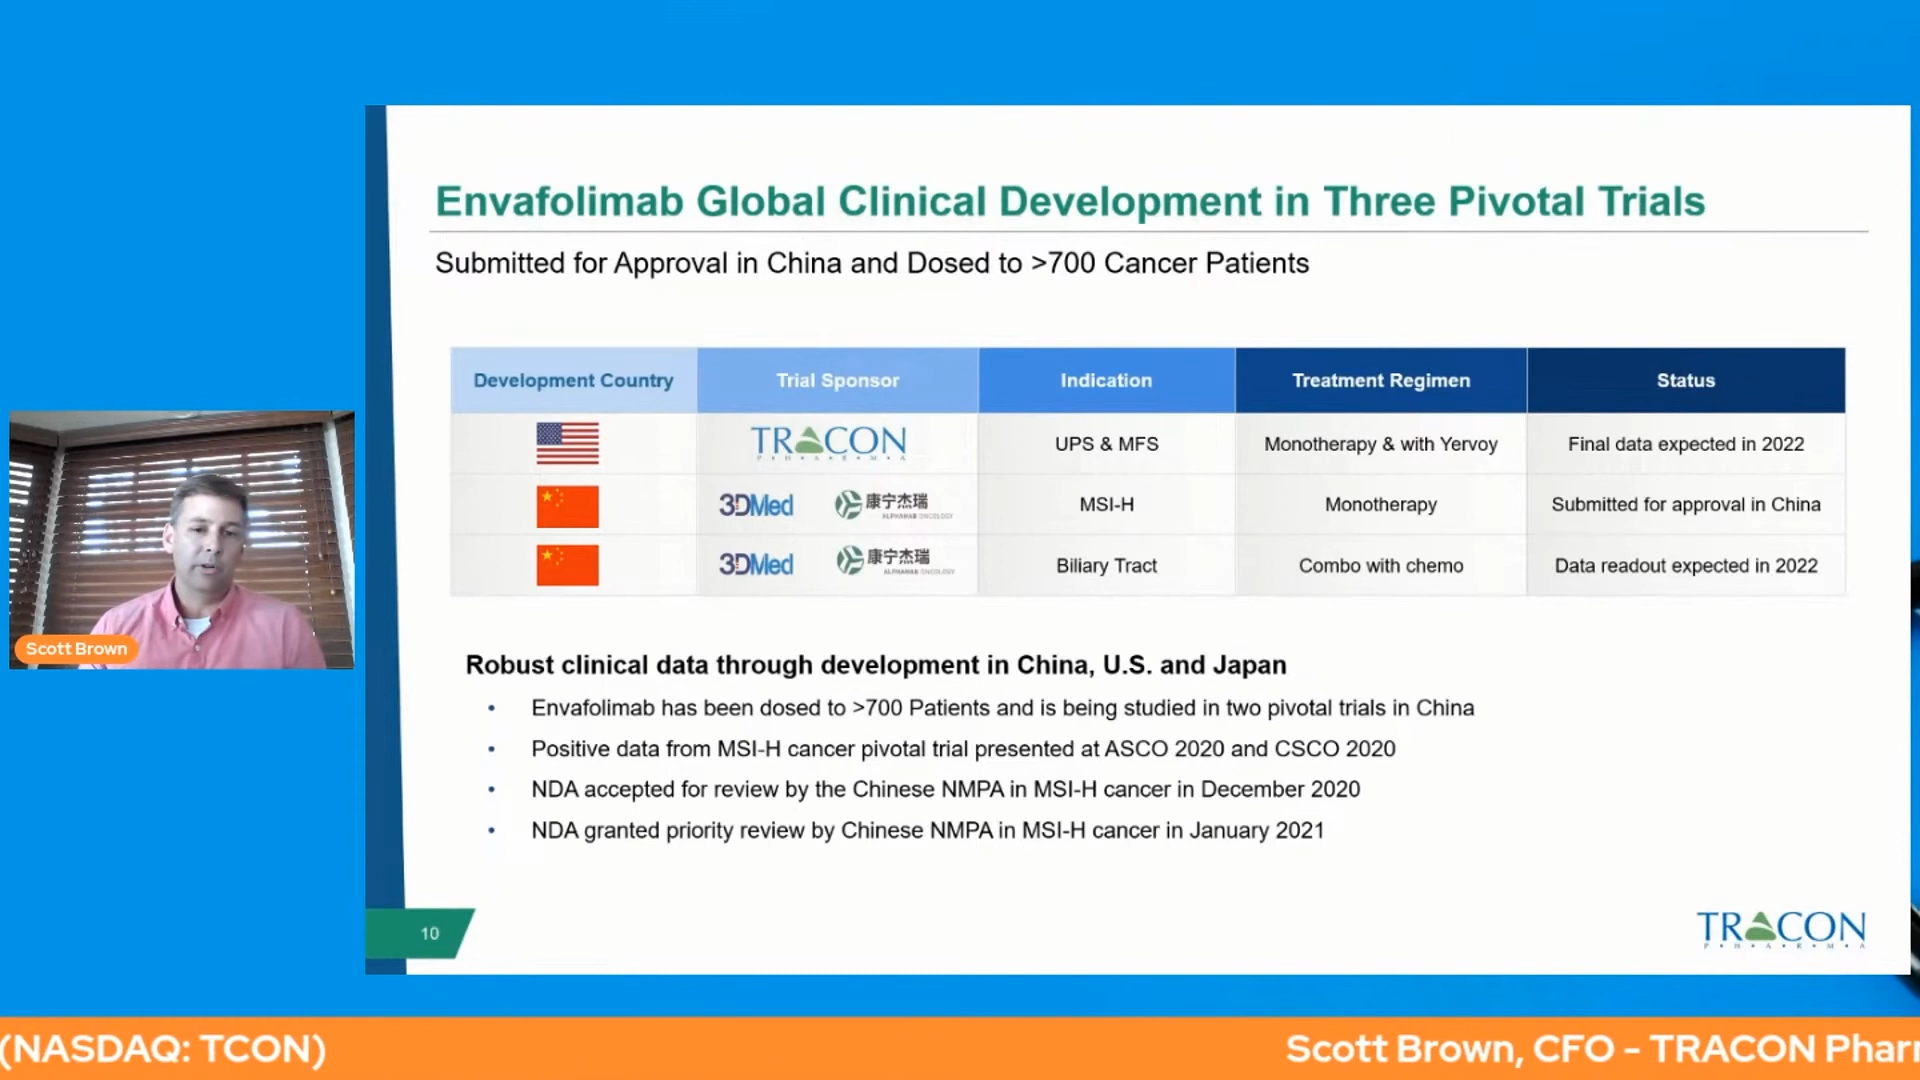 Envafolimab Global Clinical Development in Three Pivotal Trials
Submitted for Approval in China and Dosed to >700 Cancer Patients
Development Country Trial Sponsor Indication Treatment Regimen Status
TRACON PHARMA UPS & MFS Monotherapy & with Yervoy Final data expected in 2022
3DMed 康宁杰瑞 ALPHAMAB ONCOLOGY MSI-H Monotherapy Submitted for approval in China
3DMed 康宁杰瑞 ALPHAMAB ONCOLOGY Biliary Tract Combo with chemo Data readout expected in 2022
Scott Brown
Robust clinical data through development in China, U.S. and Japan
• Envafolimab has been dosed to >700 Patients and is being studied in two pivotal trials in China
• Positive data from MSI-H cancer pivotal trial presented at ASCO 2020 and CSCO 2020
• NDA accepted for review by the Chinese NMPA in MSI-H cancer in December 2020
• NDA granted priority review by Chinese NMPA in MSI-H cancer in January 2021
10
TRACON
PHARMA
(NASDAQ: TCON) Scott Brown, CFO - TRACON Pharm